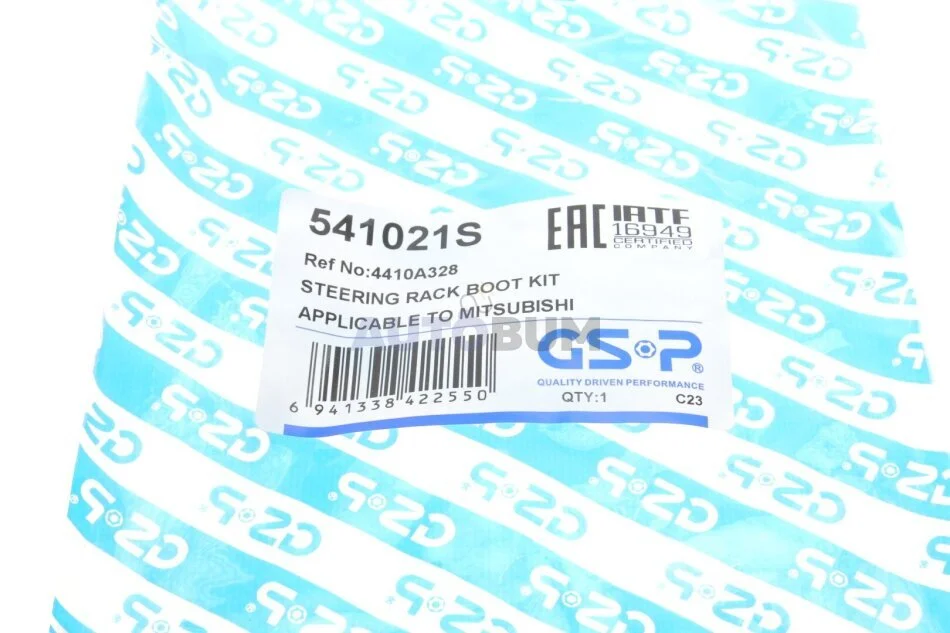 541021S
EAC
IATF
16949
CERTIFIED
COMPANY
Ref No:4410A328
STEERING RACK BOOT KIT
APPLICABLE TO MITSUBISHI
AUTOBUM
GSP®
QUALITY DRIVEN PERFORMANCE
QTY:1 C23
6 941338 422550